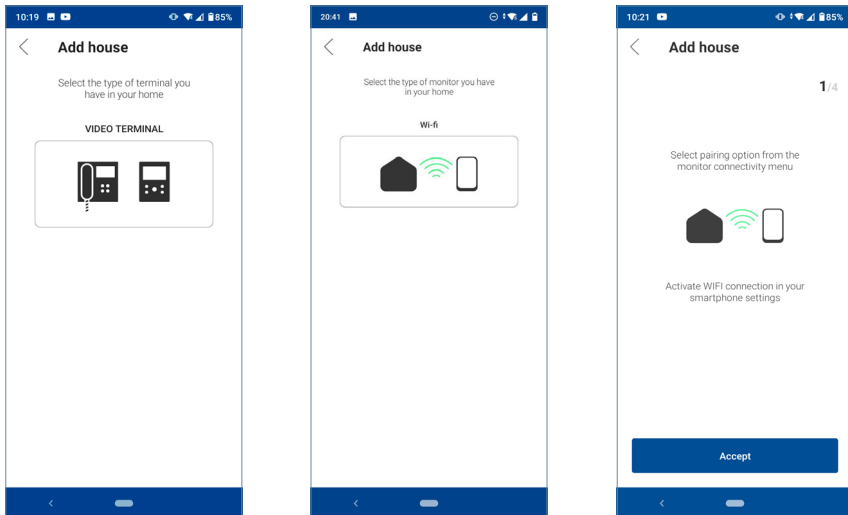 10:19
85%
Add house
Select the type of terminal you
have in your home
VIDEO TERMINAL
20:41
Add house
Select the type of monitor you have
in your home
Wi-fi
10:21
85%
Add house
1/4
Select pairing option from the
monitor connectivity menu
Activate WIFI connection in your
smartphone settings
Accept